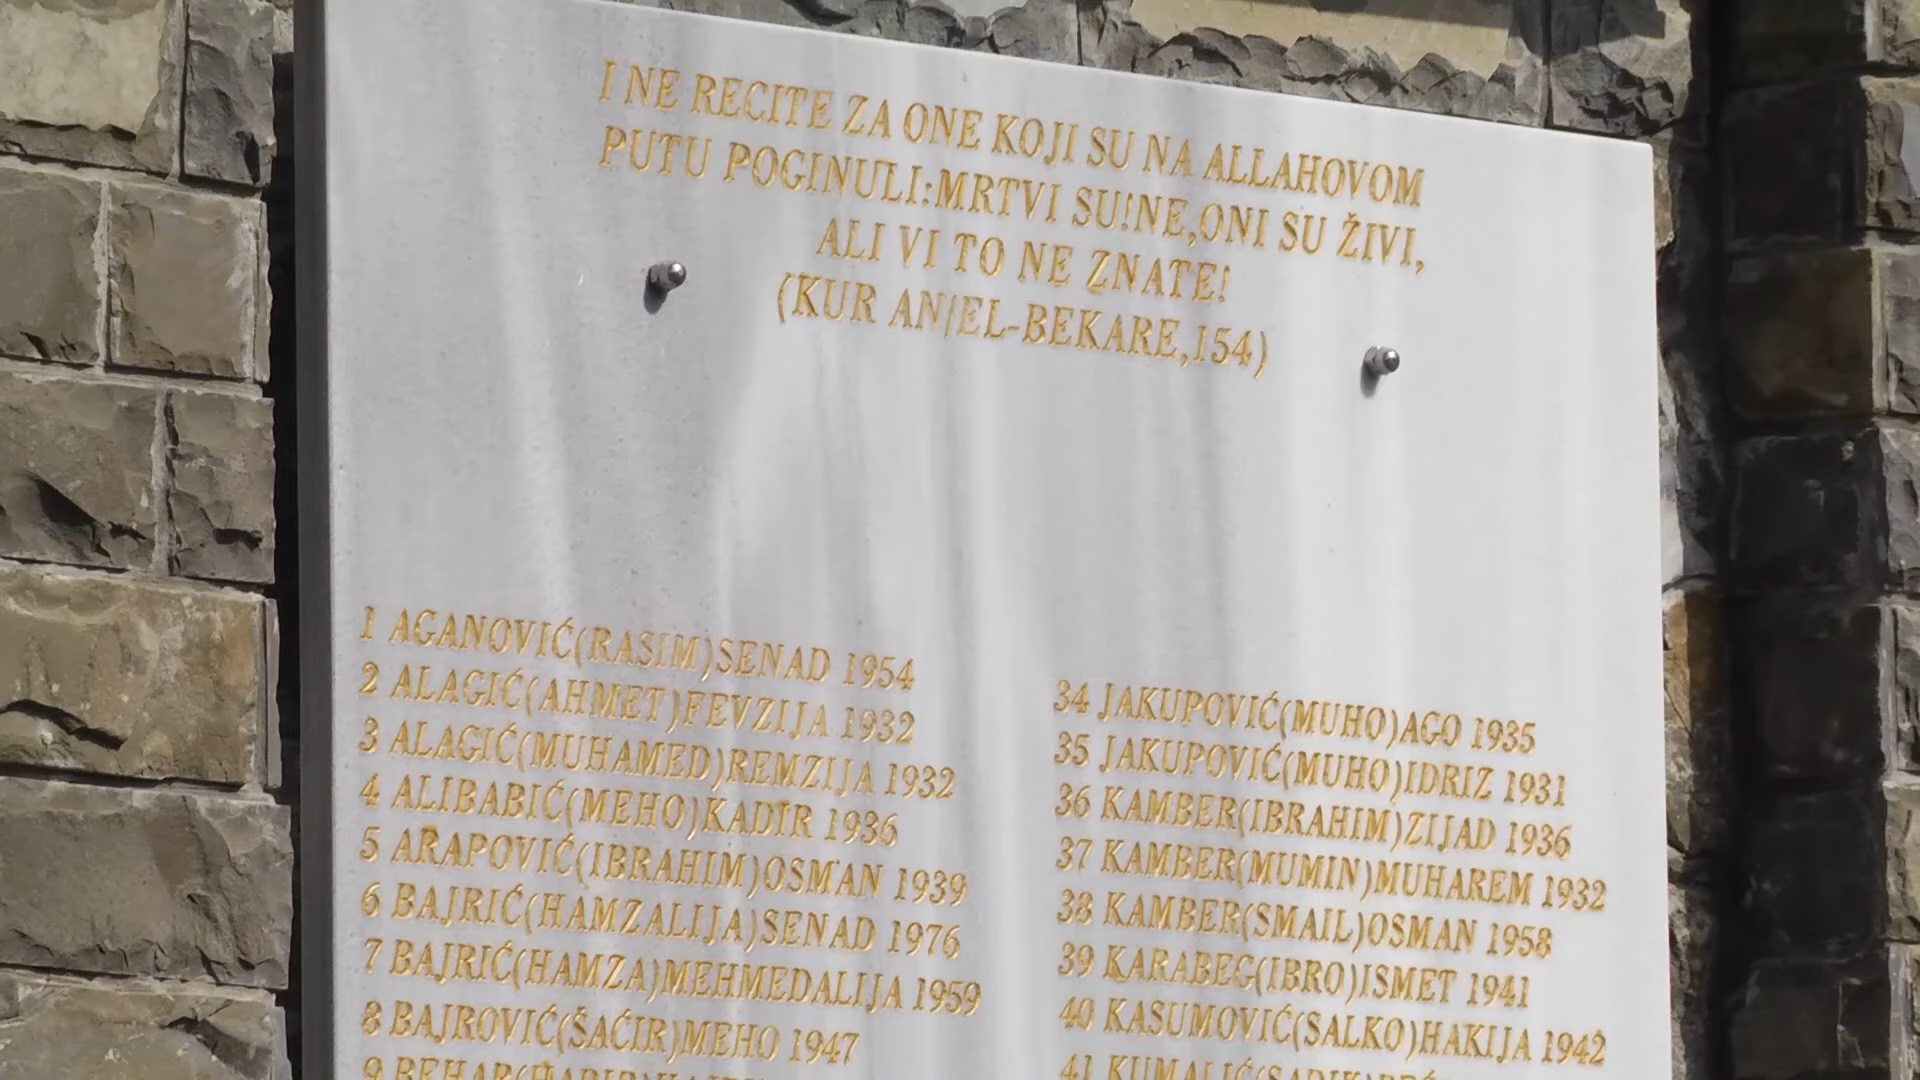 I NE RECITE ZA ONE KOJI SU NA ALLAHOVOM
PUTU POGINULI:MRTVI SU!NE,ONI SU ŽIVI,
ALI VI TO NE ZNATE!
(KUR AN/EL-BEKARE,154)
1 AGANOVIĆ(RASIM)SENAD 1954
2 ALAGIĆ(AHMET)FEVZIJA 1932
3 ALAGIĆ(MUHAMED)REMZIJA 1932
4 ALIBABIĆ(MEHO)KADIR 1936
5 ARAPOVIĆ(IBRAHIM)OSMAN 1939
6 BAJRIĆ(HAMZALIJA)SENAD 1976
7 BAJRIĆ(HAMZA)MEHMEDALIJA 1959
8 BAJROVIĆ(ŠAĆIR)MEHO 1947
9 BEHAR
34 JAKUPOVIĆ(MUHO)AGO 1935
35 JAKUPOVIĆ(MUHO)IDRIZ 1931
36 KAMBER(IBRAHIM)ZIJAD 1936
37 KAMBER(MUMIN)MUHAREM 1932
38 KAMBER(SMAIL)OSMAN 1958
39 KARABEG(IBRO)ISMET 1941
40 KASUMOVIĆ(SALKO)HAKIJA 1942
41